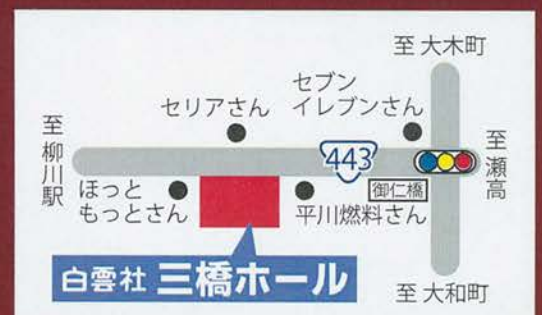 至 大木町
セブン
イレブンさん
セリアさん
至 柳川駅
443
至 瀬高
御仁橋
ほっと
もっとさん
平川燃料さん
白雲社 三橋ホール
至 大和町